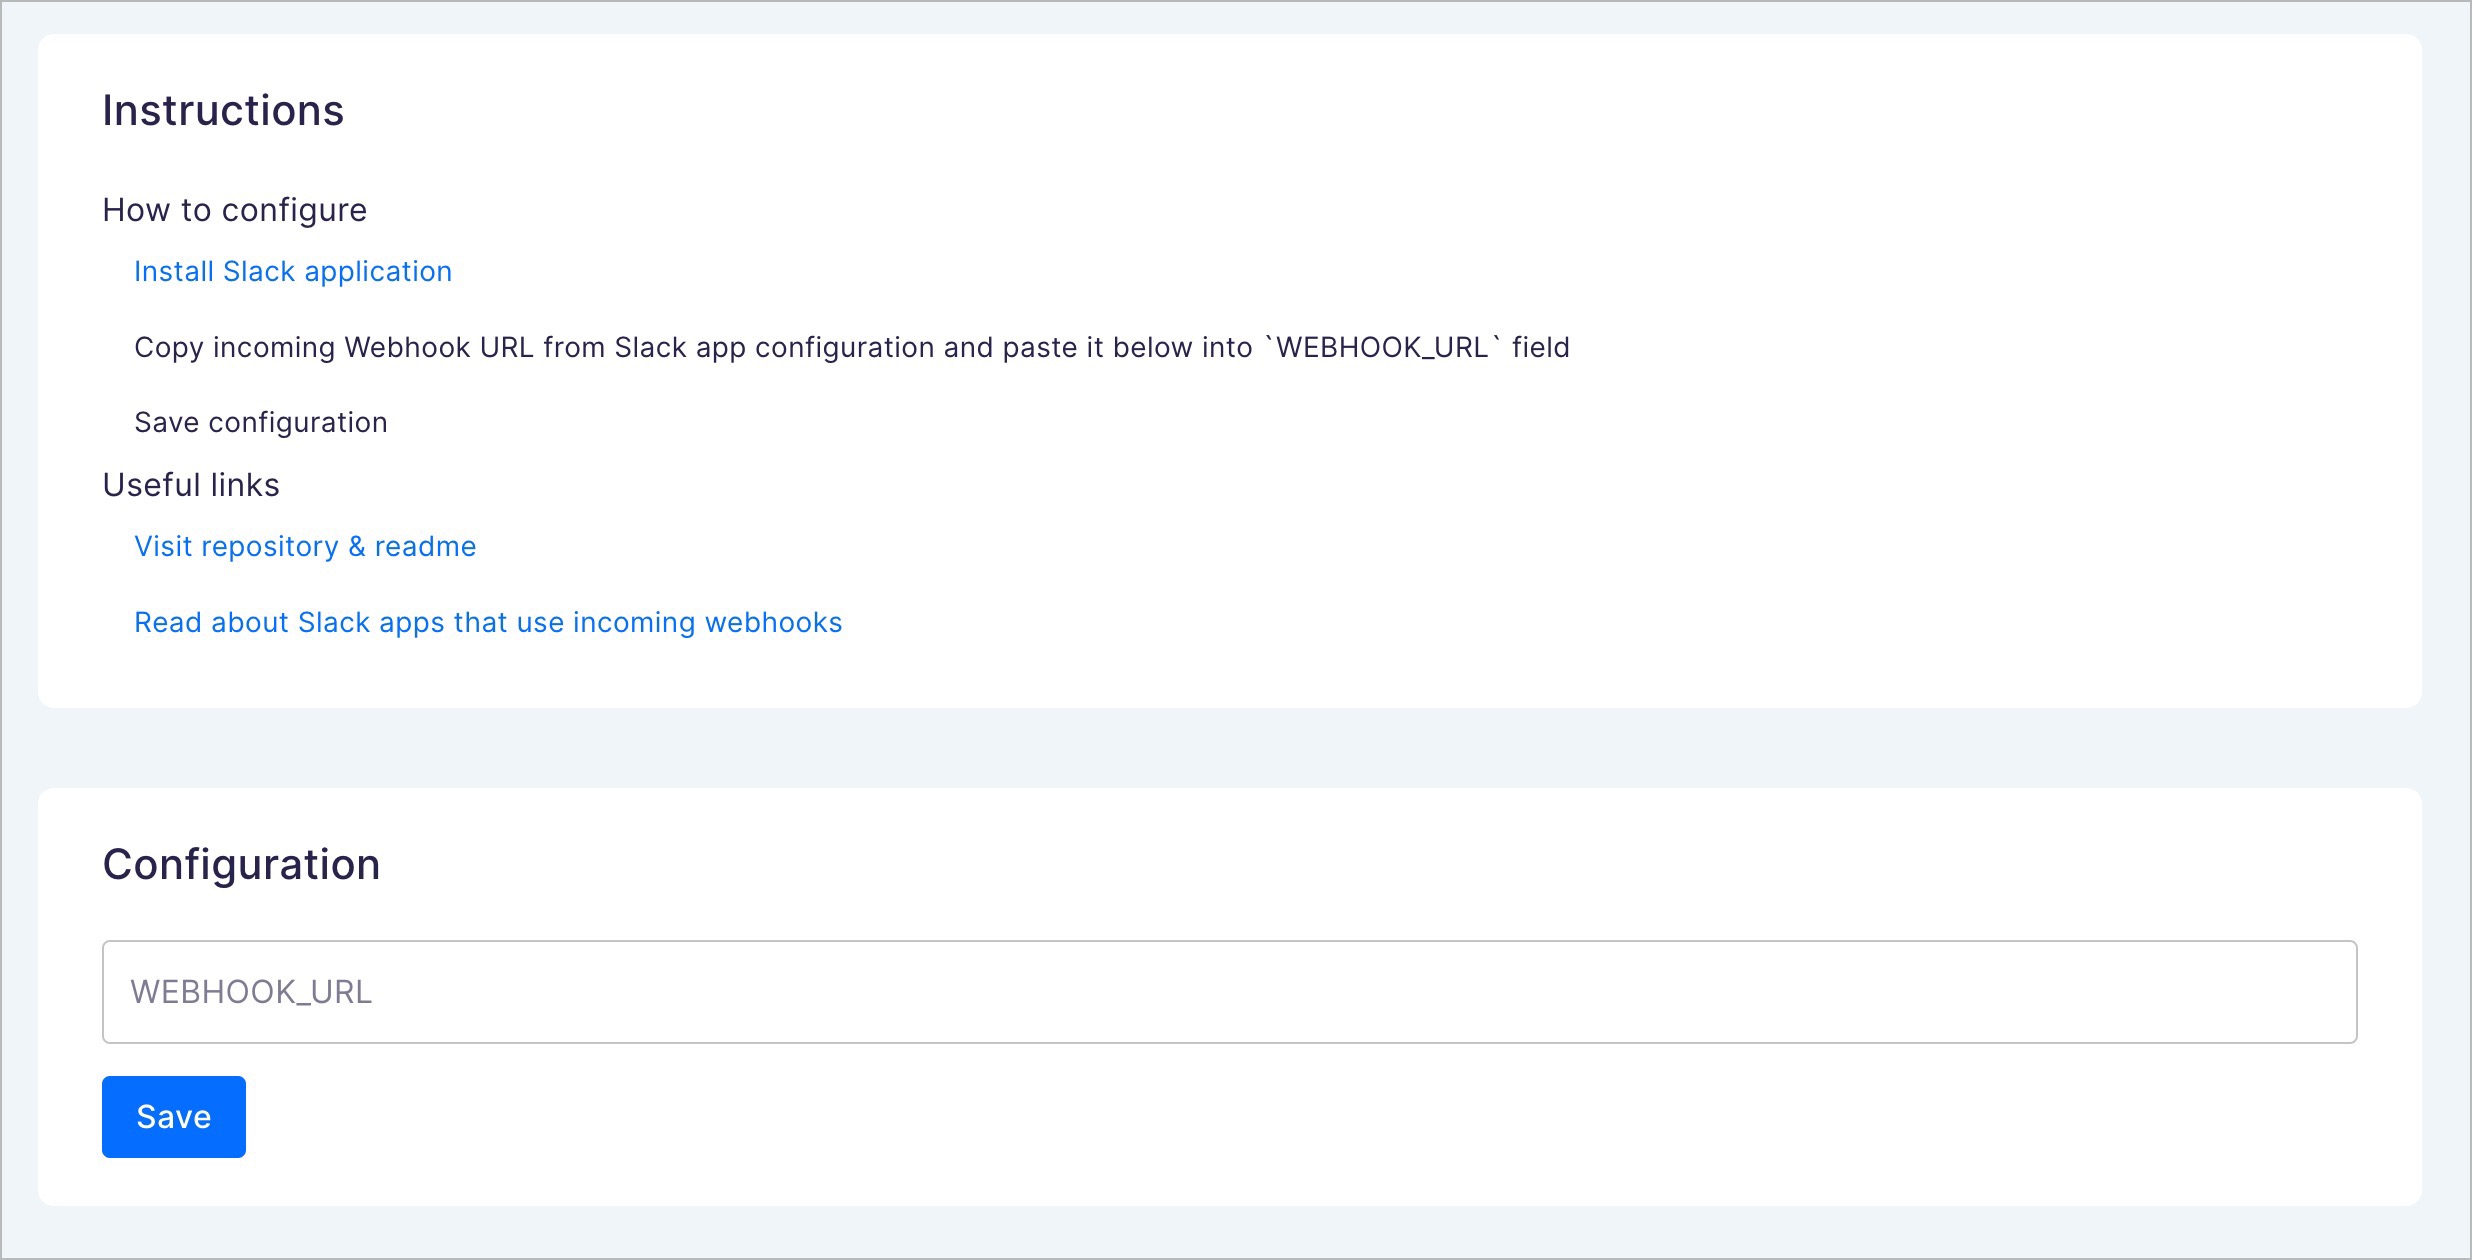 Instructions
How to configure
Install Slack application
Copy incoming Webhook URL from Slack app configuration and paste it below into `WEBHOOK_URL` field
Save configuration
Useful links
Visit repository & readme
Read about Slack apps that use incoming webhooks
Configuration
WEBHOOK_URL
Save